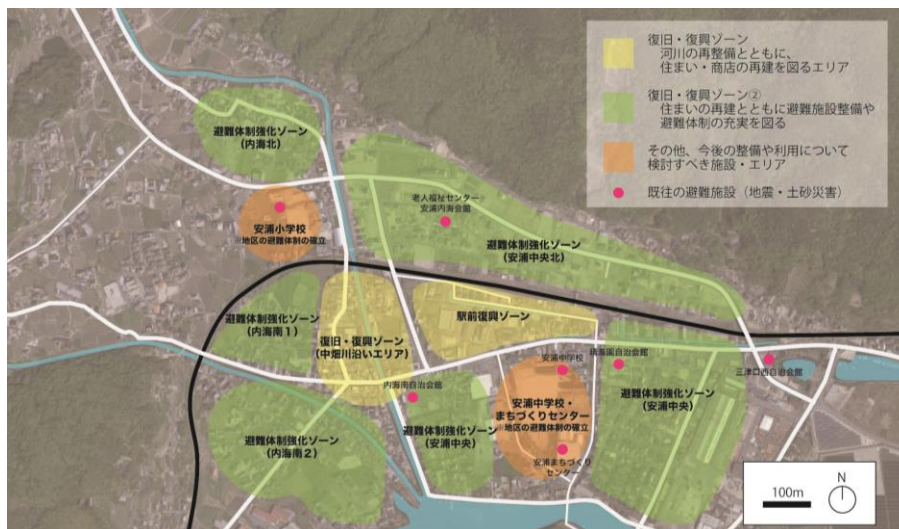 復旧・復興ゾーン
河川の再整備とともに、
住まい・商店の再建を図るエリア
復旧・復興ゾーン②
住まいの再建とともに避難施設整備や
避難体制の充実を図る
その他、今後の整備や利用について
検討すべき施設・エリア
既往の避難施設（地震・土砂災害）
避難体制強化ゾーン
（内海北）
老人福祉センター
安浦内海会館
安浦小学校
※地区の避難体制の確立
避難体制強化ゾーン
（安浦中央北）
避難体制強化ゾーン
（内海南１）
復旧・復興ゾーン
（中畑川沿いエリア）
駅前復興ゾーン
安浦中学校
自治会館
三津口西自治会館
内海南自治会館
安浦中学校・
まちづくりセンター
※地区の避難体制の確立
避難体制強化ゾーン
（安浦中央）
避難体制強化ゾーン
（内海南２）
避難体制強化ゾーン
（安浦中央）
安浦まちづくり
センター
100m
N